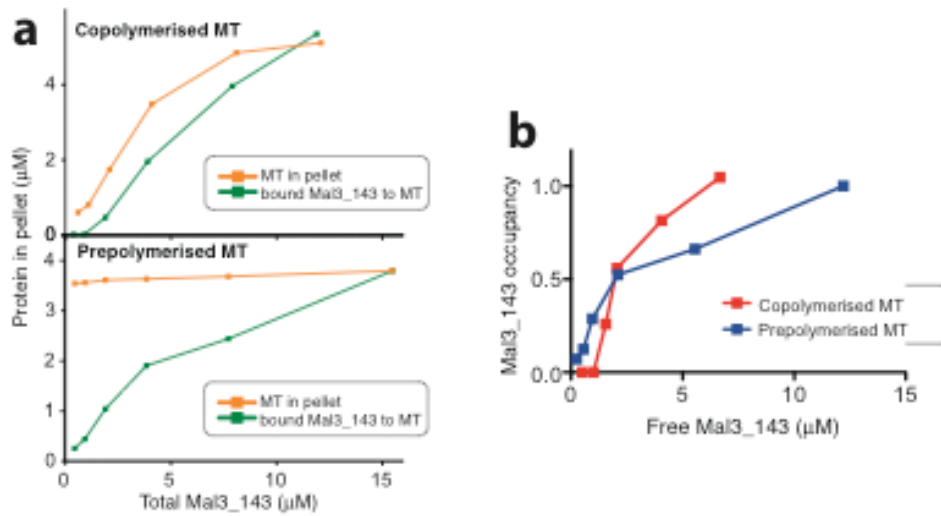 a
Copolymerised MT
4
2
0
MT in pellet
bound Mal3_143 to MT
Protein in pellet (µM)
Prepolymerised MT
4
3
2
1
0
MT in pellet
bound Mal3_143 to MT
0 5 10 15
Total Mal3_143 (µM)
b
1.0
0.5
0.0
Mal3_143 occupancy
Copolymerised MT
Prepolymerised MT
0 5 10 15
Free Mal3_143 (µM)